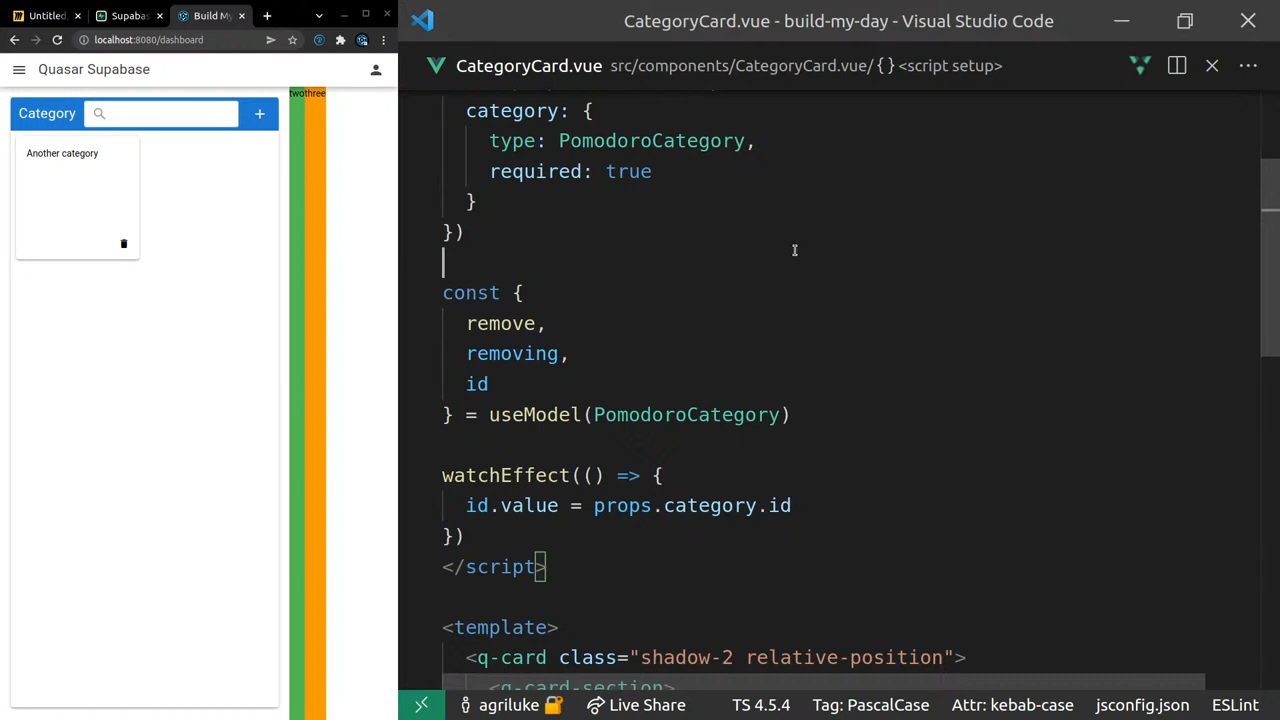 Untitled,
Supabas
Build My
localhost:8080/dashboard
Quasar Supabase
Category
Another category
twothree
CategoryCard.vue - build-my-day - Visual Studio Code
CategoryCard.vue src/components/CategoryCard.vue/{}<script setup>
category: {
type: PomodoroCategory,
required: true
}
})
const {
remove,
removing,
id
} = useModel(PomodoroCategory)
watchEffect(() => {
id.value = props.category.id
})
</script>
<template>
<q-card class="shadow-2 relative-position">
<q-card-section>
agriluke
Live Share
TS 4.5.4
Tag: PascalCase
Attr: kebab-case
jsconfig.json
ESLint